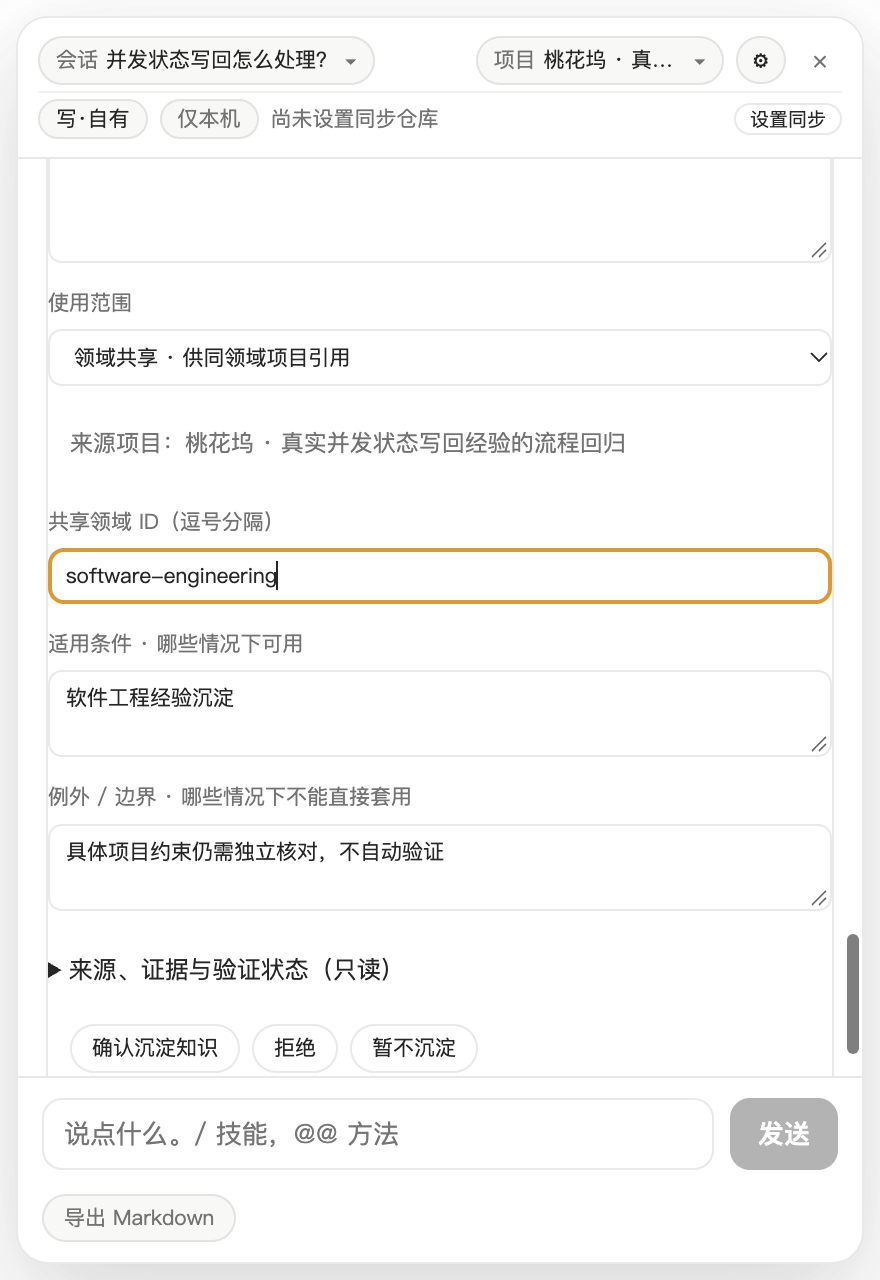 会话 并发状态写回怎么处理? 项目 桃花坞 · 真…
写·自有 仅本机 尚未设置同步仓库 设置同步
使用范围
领域共享 · 供同领域项目引用
来源项目：桃花坞 · 真实并发状态写回经验的流程回归
共享领域 ID（逗号分隔）
software-engineering
适用条件 · 哪些情况下可用
软件工程经验沉淀
例外 / 边界 · 哪些情况下不能直接套用
具体项目约束仍需独立核对，不自动验证
来源、证据与验证状态（只读）
确认沉淀知识 拒绝 暂不沉淀
说点什么。/ 技能，@@ 方法 发送
导出 Markdown